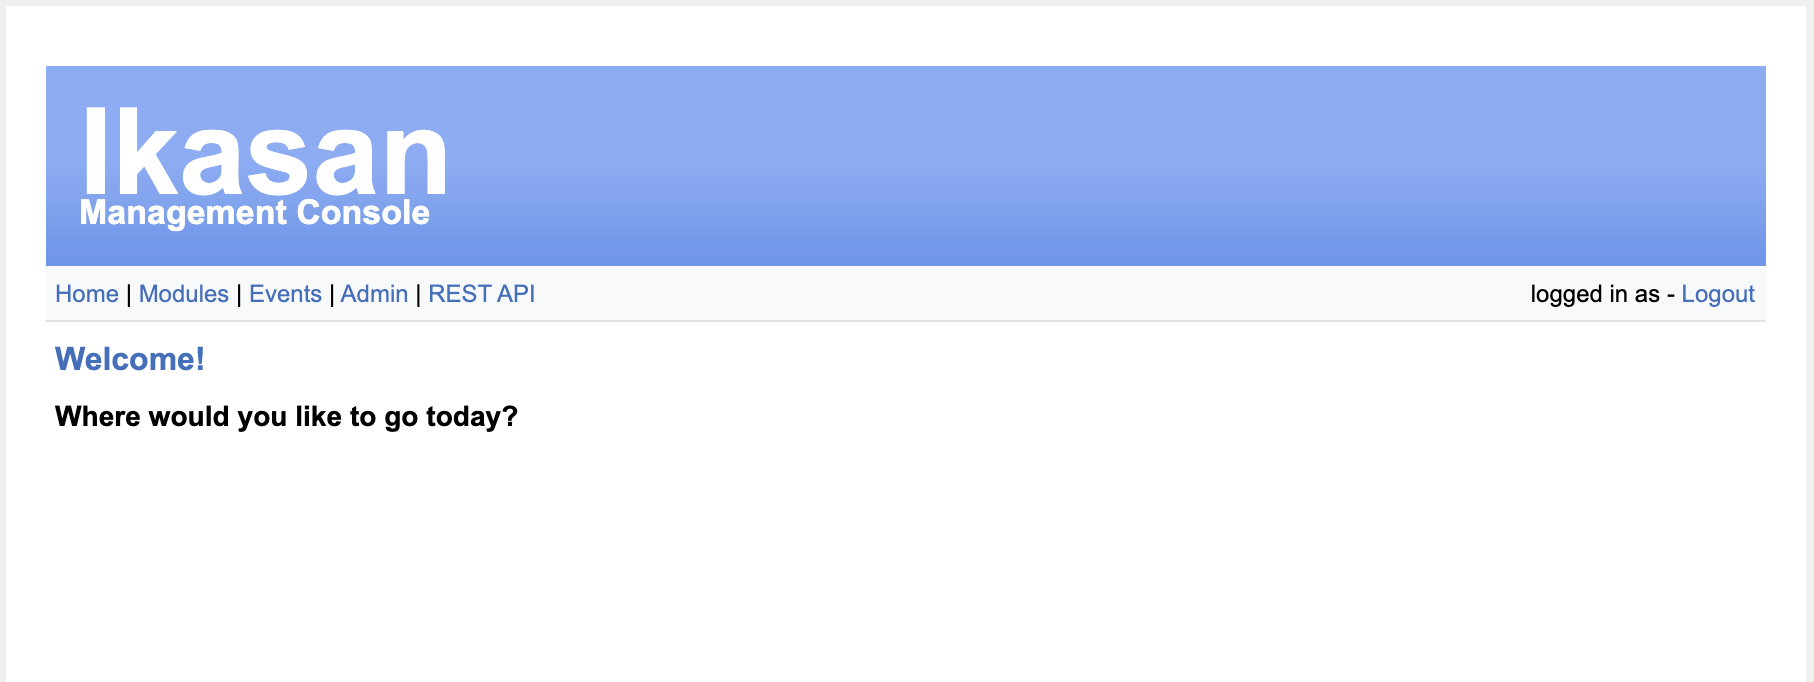 Ikasan
Management Console
Home | Modules | Events | Admin | REST API
logged in as - Logout
Welcome!
Where would you like to go today?